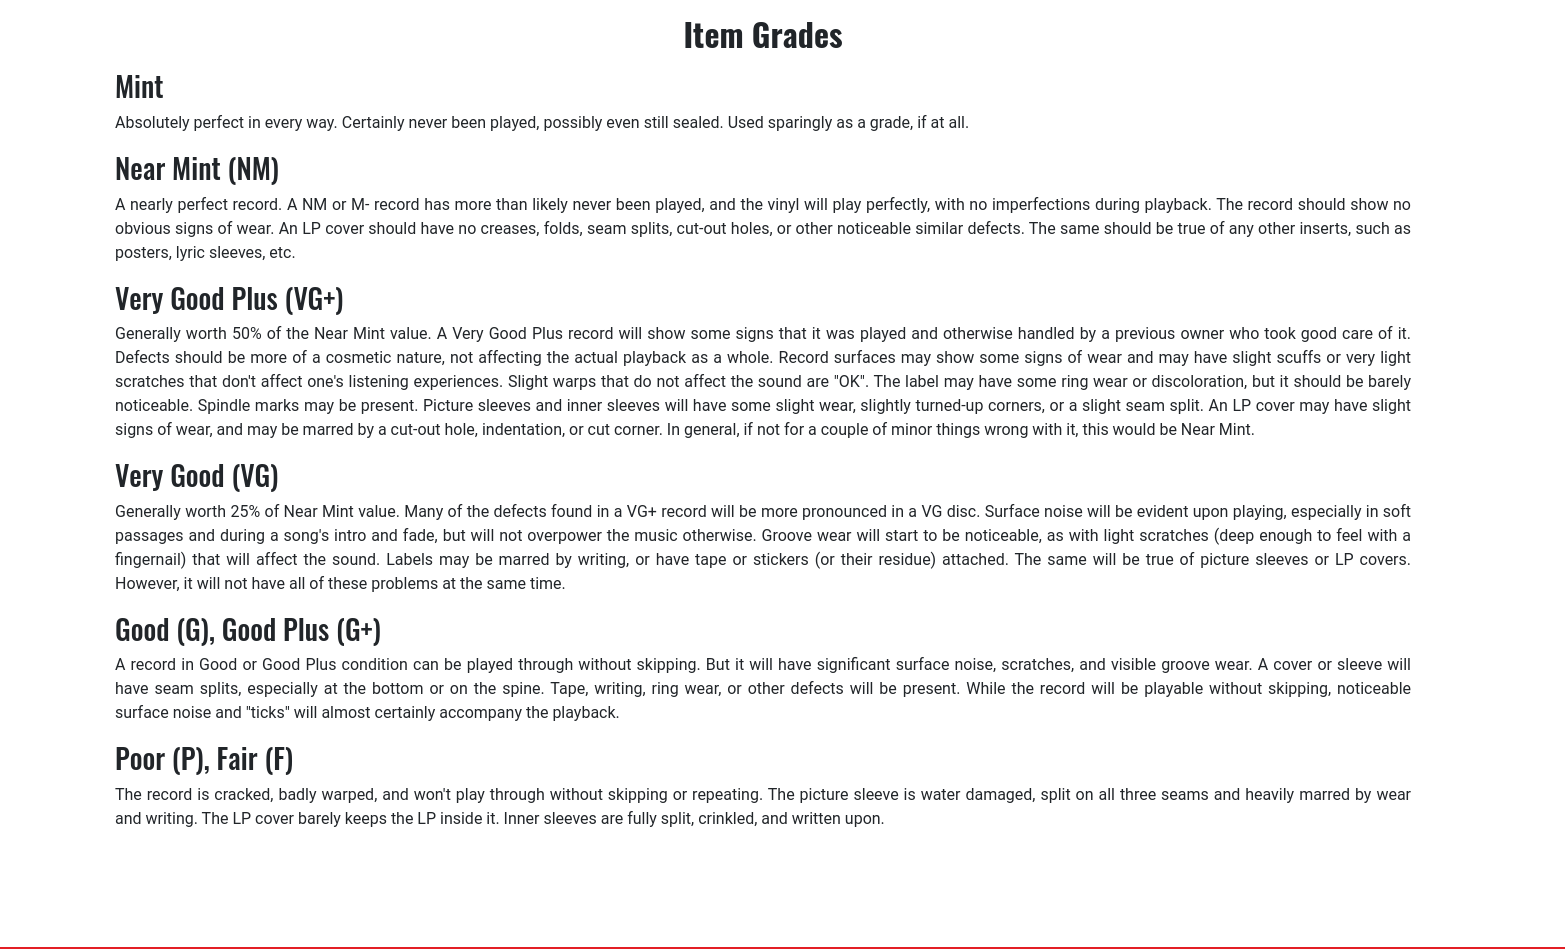 Item Grades
Mint
Absolutely perfect in every way. Certainly never been played, possibly even still sealed. Used sparingly as a grade, if at all.
Near Mint (NM)
A nearly perfect record. A NM or M- record has more than likely never been played, and the vinyl will play perfectly, with no imperfections during playback. The record should show no
obvious signs of wear. An LP cover should have no creases, folds, seam splits, cut-out holes, or other noticeable similar defects. The same should be true of any other inserts, such as
posters, lyric sleeves, etc.
Very Good Plus (VG+)
Generally worth 50% of the Near Mint value. A Very Good Plus record will show some signs that it was played and otherwise handled by a previous owner who took good care of it.
Defects should be more of a cosmetic nature, not affecting the actual playback as a whole. Record surfaces may show some signs of wear and may have slight scuffs or very light
scratches that don't affect one's listening experiences. Slight warps that do not affect the sound are "OK". The label may have some ring wear or discoloration, but it should be barely
noticeable. Spindle marks may be present. Picture sleeves and inner sleeves will have some slight wear, slightly turned-up corners, or a slight seam split. An LP cover may have slight
signs of wear, and may be marred by a cut-out hole, indentation, or cut corner. In general, if not for a couple of minor things wrong with it, this would be Near Mint.
Very Good (VG)
Generally worth 25% of Near Mint value. Many of the defects found in a VG+ record will be more pronounced in a VG disc. Surface noise will be evident upon playing, especially in soft
passages and during a song's intro and fade, but will not overpower the music otherwise. Groove wear will start to be noticeable, as with light scratches (deep enough to feel with a
fingernail) that will affect the sound. Labels may be marred by writing, or have tape or stickers (or their residue) attached. The same will be true of picture sleeves or LP covers.
However, it will not have all of these problems at the same time.
Good (G), Good Plus (G+)
A record in Good or Good Plus condition can be played through without skipping. But it will have significant surface noise, scratches, and visible groove wear. A cover or sleeve will
have seam splits, especially at the bottom or on the spine. Tape, writing, ring wear, or other defects will be present. While the record will be playable without skipping, noticeable
surface noise and "ticks" will almost certainly accompany the playback.
Poor (P), Fair (F)
The record is cracked, badly warped, and won't play through without skipping or repeating. The picture sleeve is water damaged, split on all three seams and heavily marred by wear
and writing. The LP cover barely keeps the LP inside it. Inner sleeves are fully split, crinkled, and written upon.